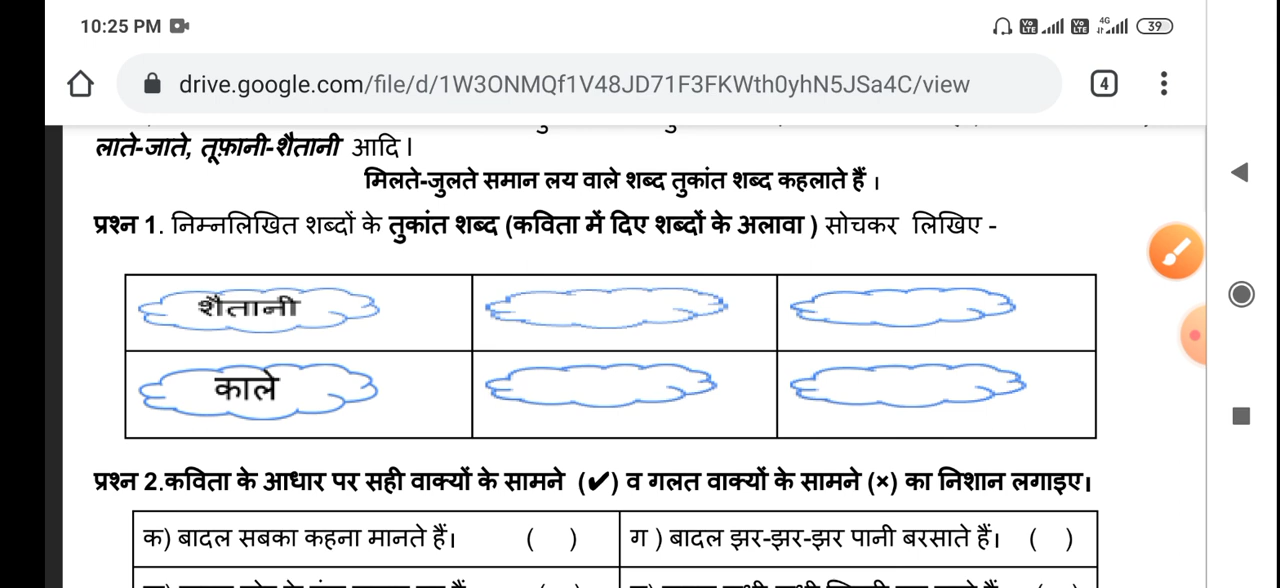 10:25 PM
4G
39
drive.google.com/file/d/1W3ONMQf1V48JD71F3FKWth0yhN5JSa4C/view
4
लाते-जाते, तूफ़ानी-शैतानी आदि।
मिलते-जुलते समान लय वाले शब्द तुकांत शब्द कहलाते हैं ।
प्रश्न 1. निम्नलिखित शब्दों के तुकांत शब्द (कविता में दिए शब्दों के अलावा ) सोचकर लिखिए -
शैतानी
काले
प्रश्न 2.कविता के आधार पर सही वाक्यों के सामने (✔) व गलत वाक्यों के सामने (×) का निशान लगाइए।
क) बादल सबका कहना मानते हैं। ( ) ग ) बादल झर-झर-झर पानी बरसाते हैं। ( )